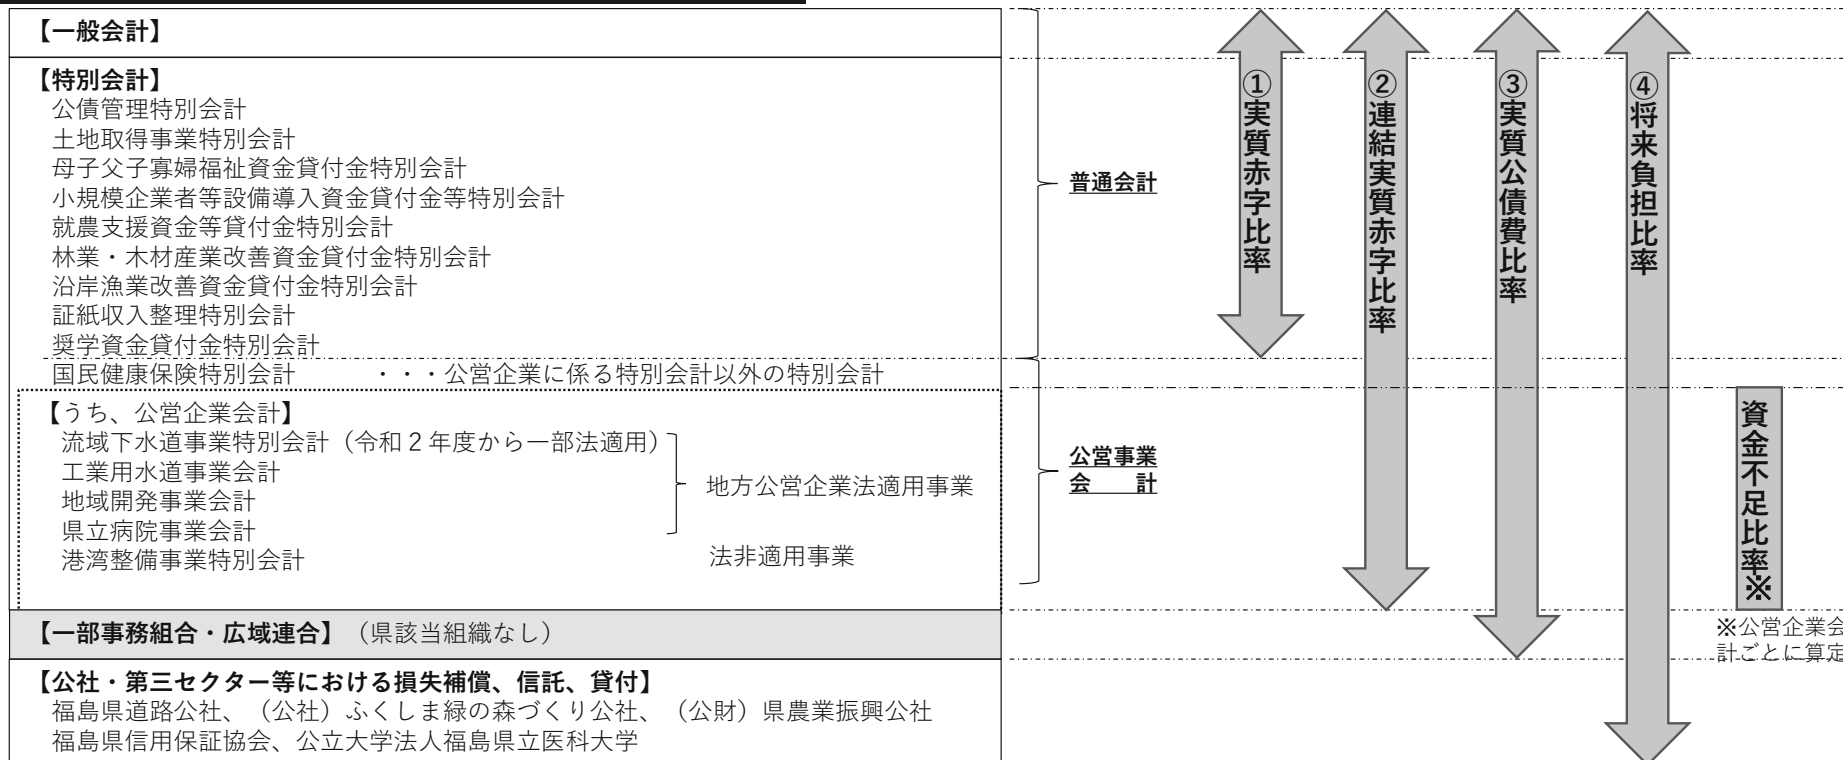 【一般会計】
【特別会計】
公債管理特別会計
土地取得事業特別会計
母子父子寡婦福祉資金貸付金特別会計
小規模企業者等設備導入資金貸付金等特別会計
就農支援資金等貸付金特別会計
林業・木材産業改善資金貸付金特別会計
沿岸漁業改善資金貸付金特別会計
証紙収入整理特別会計
奨学資金貸付金特別会計
国民健康保険特別会計　・・・公営企業に係る特別会計以外の特別会計
【うち、公営企業会計】
流域下水道事業特別会計（令和２年度から一部法適用）
工業用水道事業会計
地域開発事業会計
県立病院事業会計
港湾整備事業特別会計
地方公営企業法適用事業
法非適用事業
【一部事務組合・広域連合】（県該当組織なし）
【公社・第三セクター等における損失補償、信託、貸付】
福島県道路公社、（公社）ふくしま緑の森づくり公社、（公財）県農業振興公社
福島県信用保証協会、公立大学法人福島県立医科大学
普通会計
公営事業
会　計
①実質赤字比率
②連結実質赤字比率
③実質公債費比率
④将来負担比率
資金不足比率※
※公営企業会
計ごとに算定